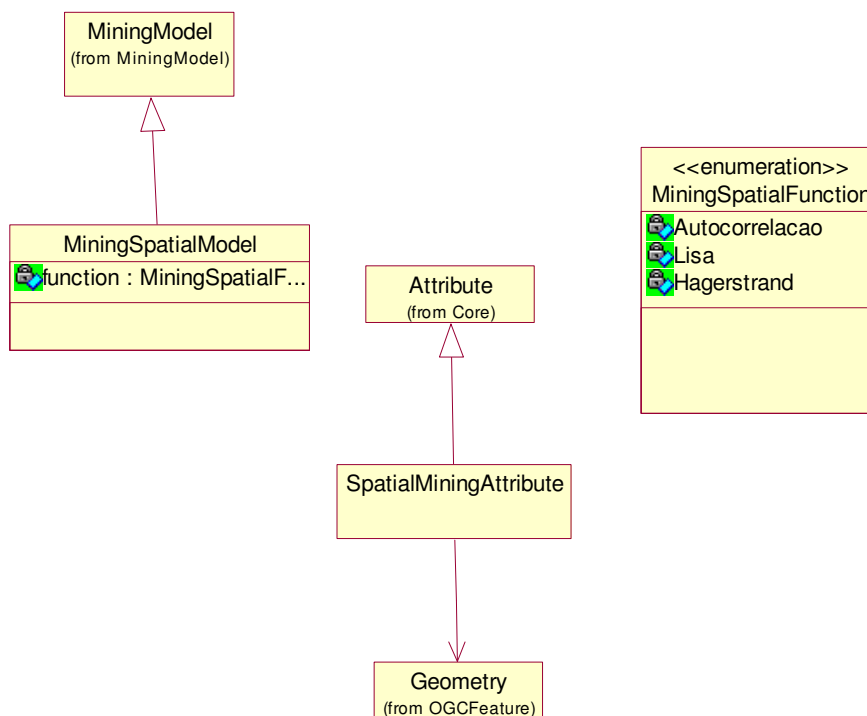 MiningModel
(from MiningModel)
MiningSpatialModel
function : MiningSpatialF...
Attribute
(from Core)
<<enumeration>>
MiningSpatialFunction
Autocorrelacao
Lisa
Hagerstrand
SpatialMiningAttribute
Geometry
(from OGCFeature)